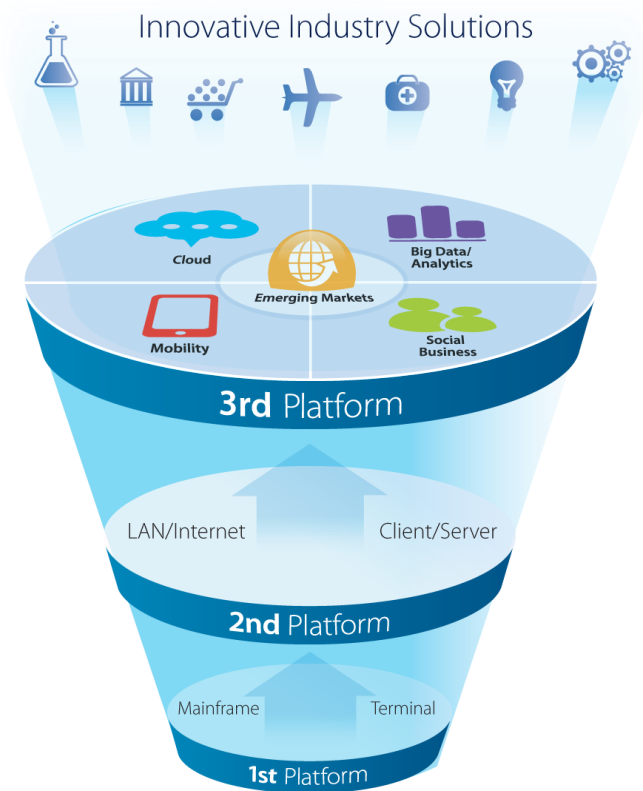 Innovative Industry Solutions
Cloud
Big Data/
Analytics
Emerging Markets
Mobility
Social
Business
3rd Platform
LAN/Internet
Client/Server
2nd Platform
Mainframe
Terminal
1st Platform